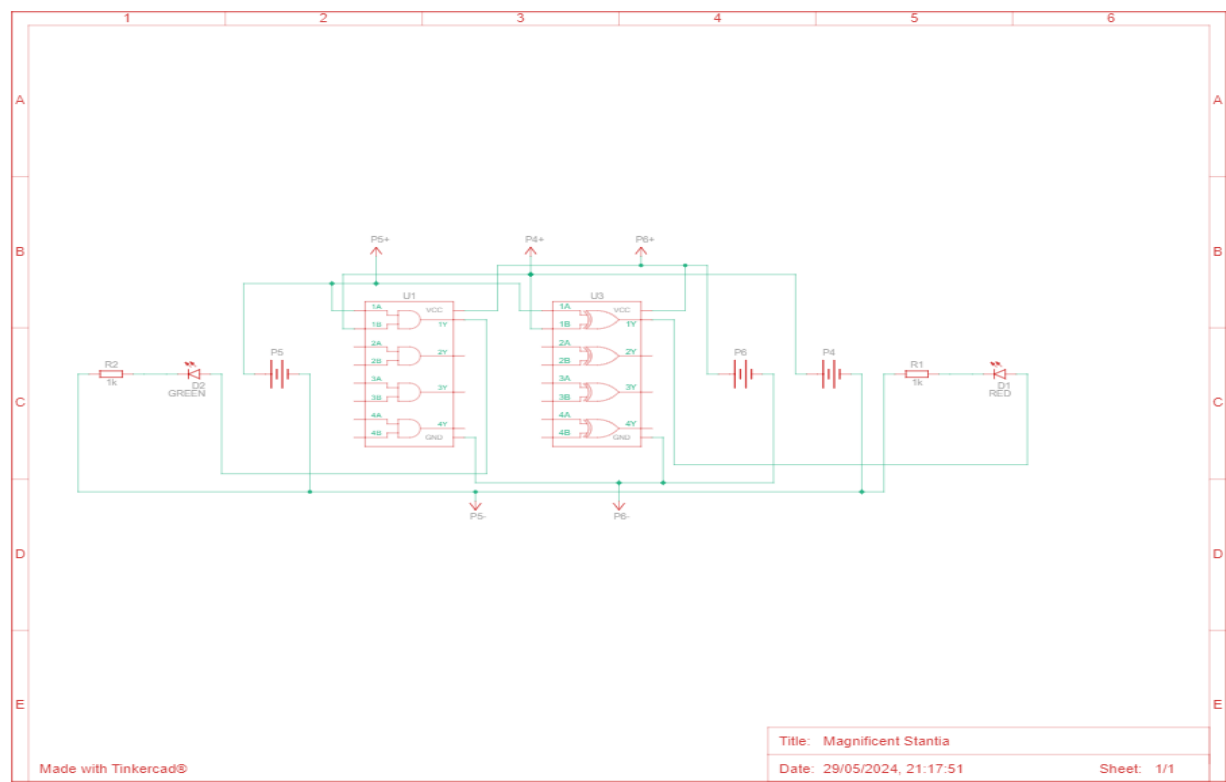 1 2 3 4 5 6
A A
B B
P5+ P4+ P6+
U1 U3
1A VCC 1A VCC
1B 1Y 1B 1Y
2A 2Y 2A 2Y
2B 2B
R2 P5 P6 P4 R1
1k D2 1k D1
GREEN RED
3A 3Y 3A 3Y
3B 3B
C C
4A 4Y 4A 4Y
4B GND 4B GND
P5- P6-
D D
E E
Title: Magnificent Stantia
Made with Tinkercad® Date: 29/05/2024, 21:17:51 Sheet: 1/1